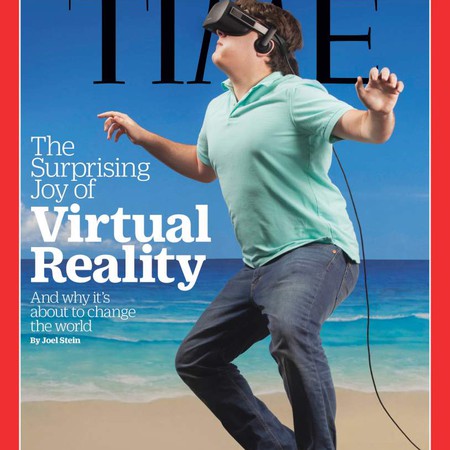 TIME
The
Surprising
Joy of
Virtual
Reality
And why it's
about to change
the world
By Joel Stein